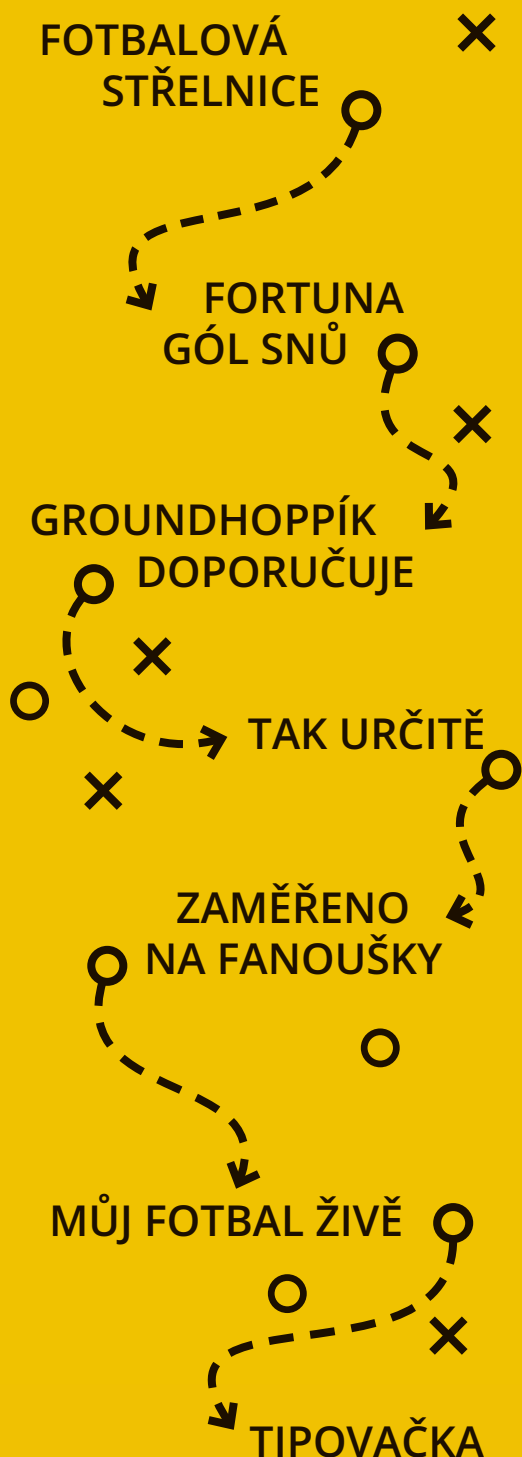 FOTBALOVÁ
STŘELNICE
FORTUNA
GÓL SNŮ
GROUNDHOPPÍK
DOPORUČUJE
TAK URČITĚ
ZAMĚŘENO
NA FANOUŠKY
MŮJ FOTBAL ŽIVĚ
TIPOVAČKA